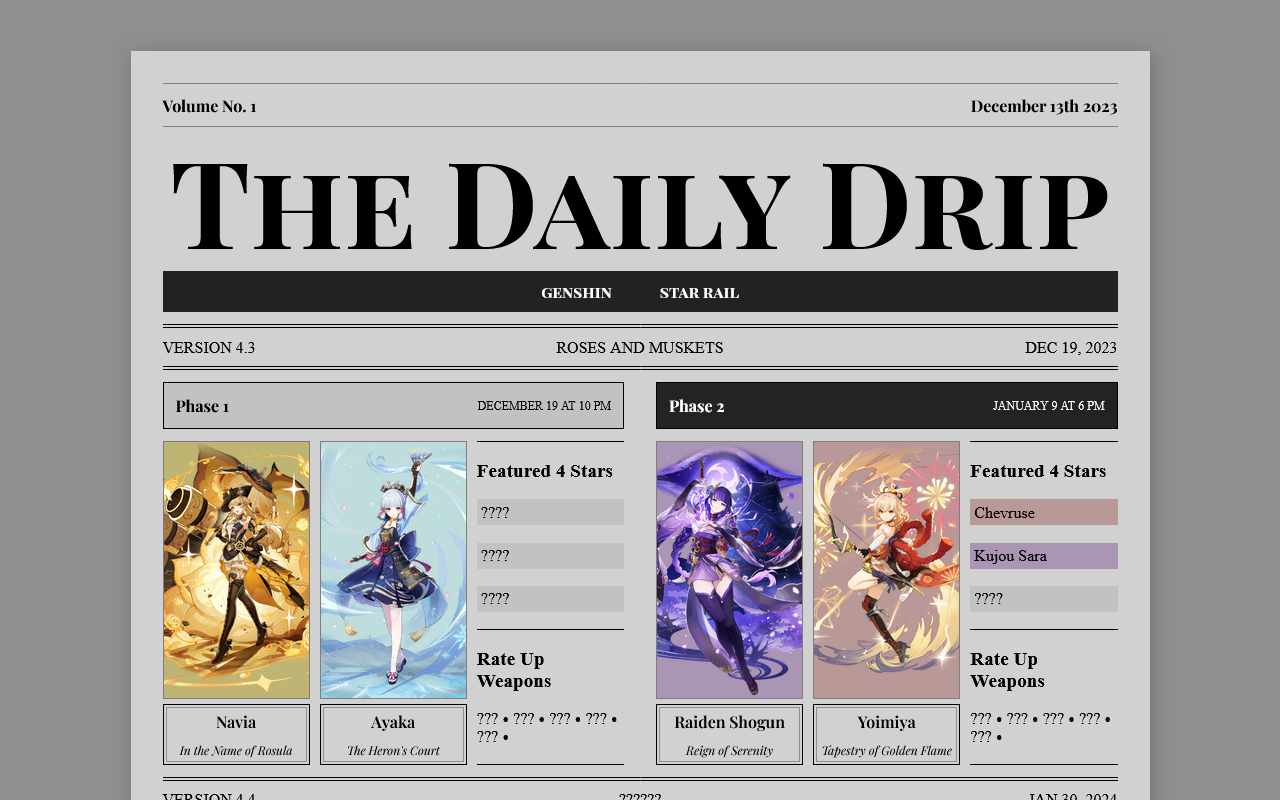 Volume No. 1
December 13th 2023
THE DAILY DRIP
GENSHIN
STAR RAIL
VERSION 4.3
ROSES AND MUSKETS
DEC 19, 2023
Phase 1
DECEMBER 19 AT 10 PM
Navia
In the Name of Rosula
Ayaka
The Heron's Court
Featured 4 Stars
????
????
????
Rate Up
Weapons
??? • ??? • ??? • ??? •
??? •
Phase 2
JANUARY 9 AT 6 PM
Raiden Shogun
Reign of Serenity
Yoimiya
Tapestry of Golden Flame
Featured 4 Stars
Chevruse
Kujou Sara
????
Rate Up
Weapons
??? • ??? • ??? • ??? •
??? •
VERSION 4.4
??????
JAN 30, 2024